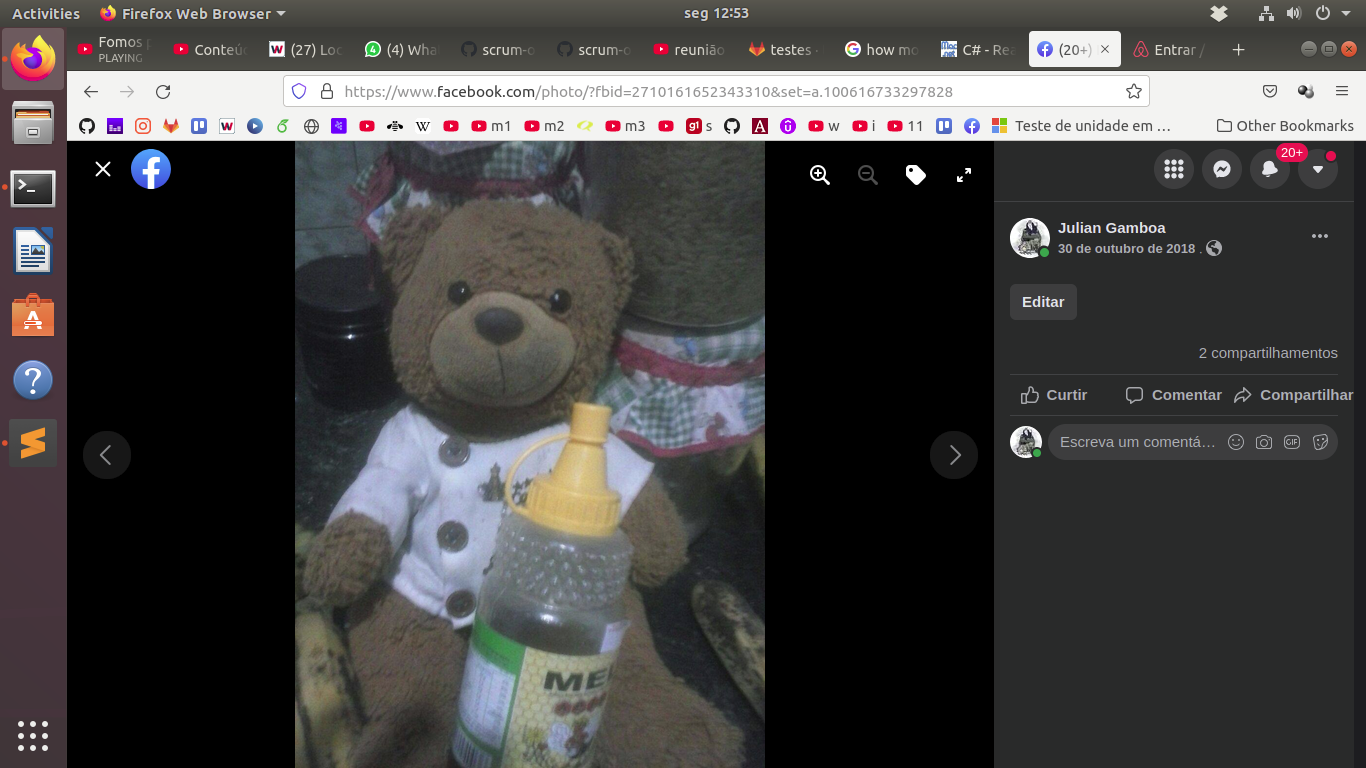 Activities
Firefox Web Browser
seg 12:53
Fomos
PLAYING
Conteú
(27) Loc
(4) Wha
scrum-o
scrum-o
reunião
testes
how mo
C# - Rea
(20+)
Entrar /
https://www.facebook.com/photo/?fbid=2710161652343310&set=a.100616733297828
m1
m2
m3
s
w
i
11
Teste de unidade em …
Other Bookmarks
20+
Julian Gamboa
30 de outubro de 2018 .
Editar
2 compartilhamentos
Curtir
Comentar
Compartilhar
Escreva um comentá…
GIF
MEL